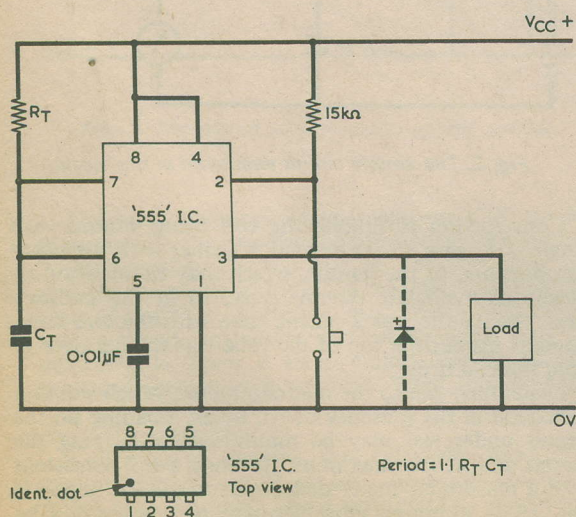 VCC +
RT
15kΩ
8 4
7 2
'555' I.C.
6 3
5 1
CT
0·01µF
+
Load
0V
8 7 6 5
'555' I.C.
Top view
Ident. dot
1 2 3 4
Period = 1·1 RT CT